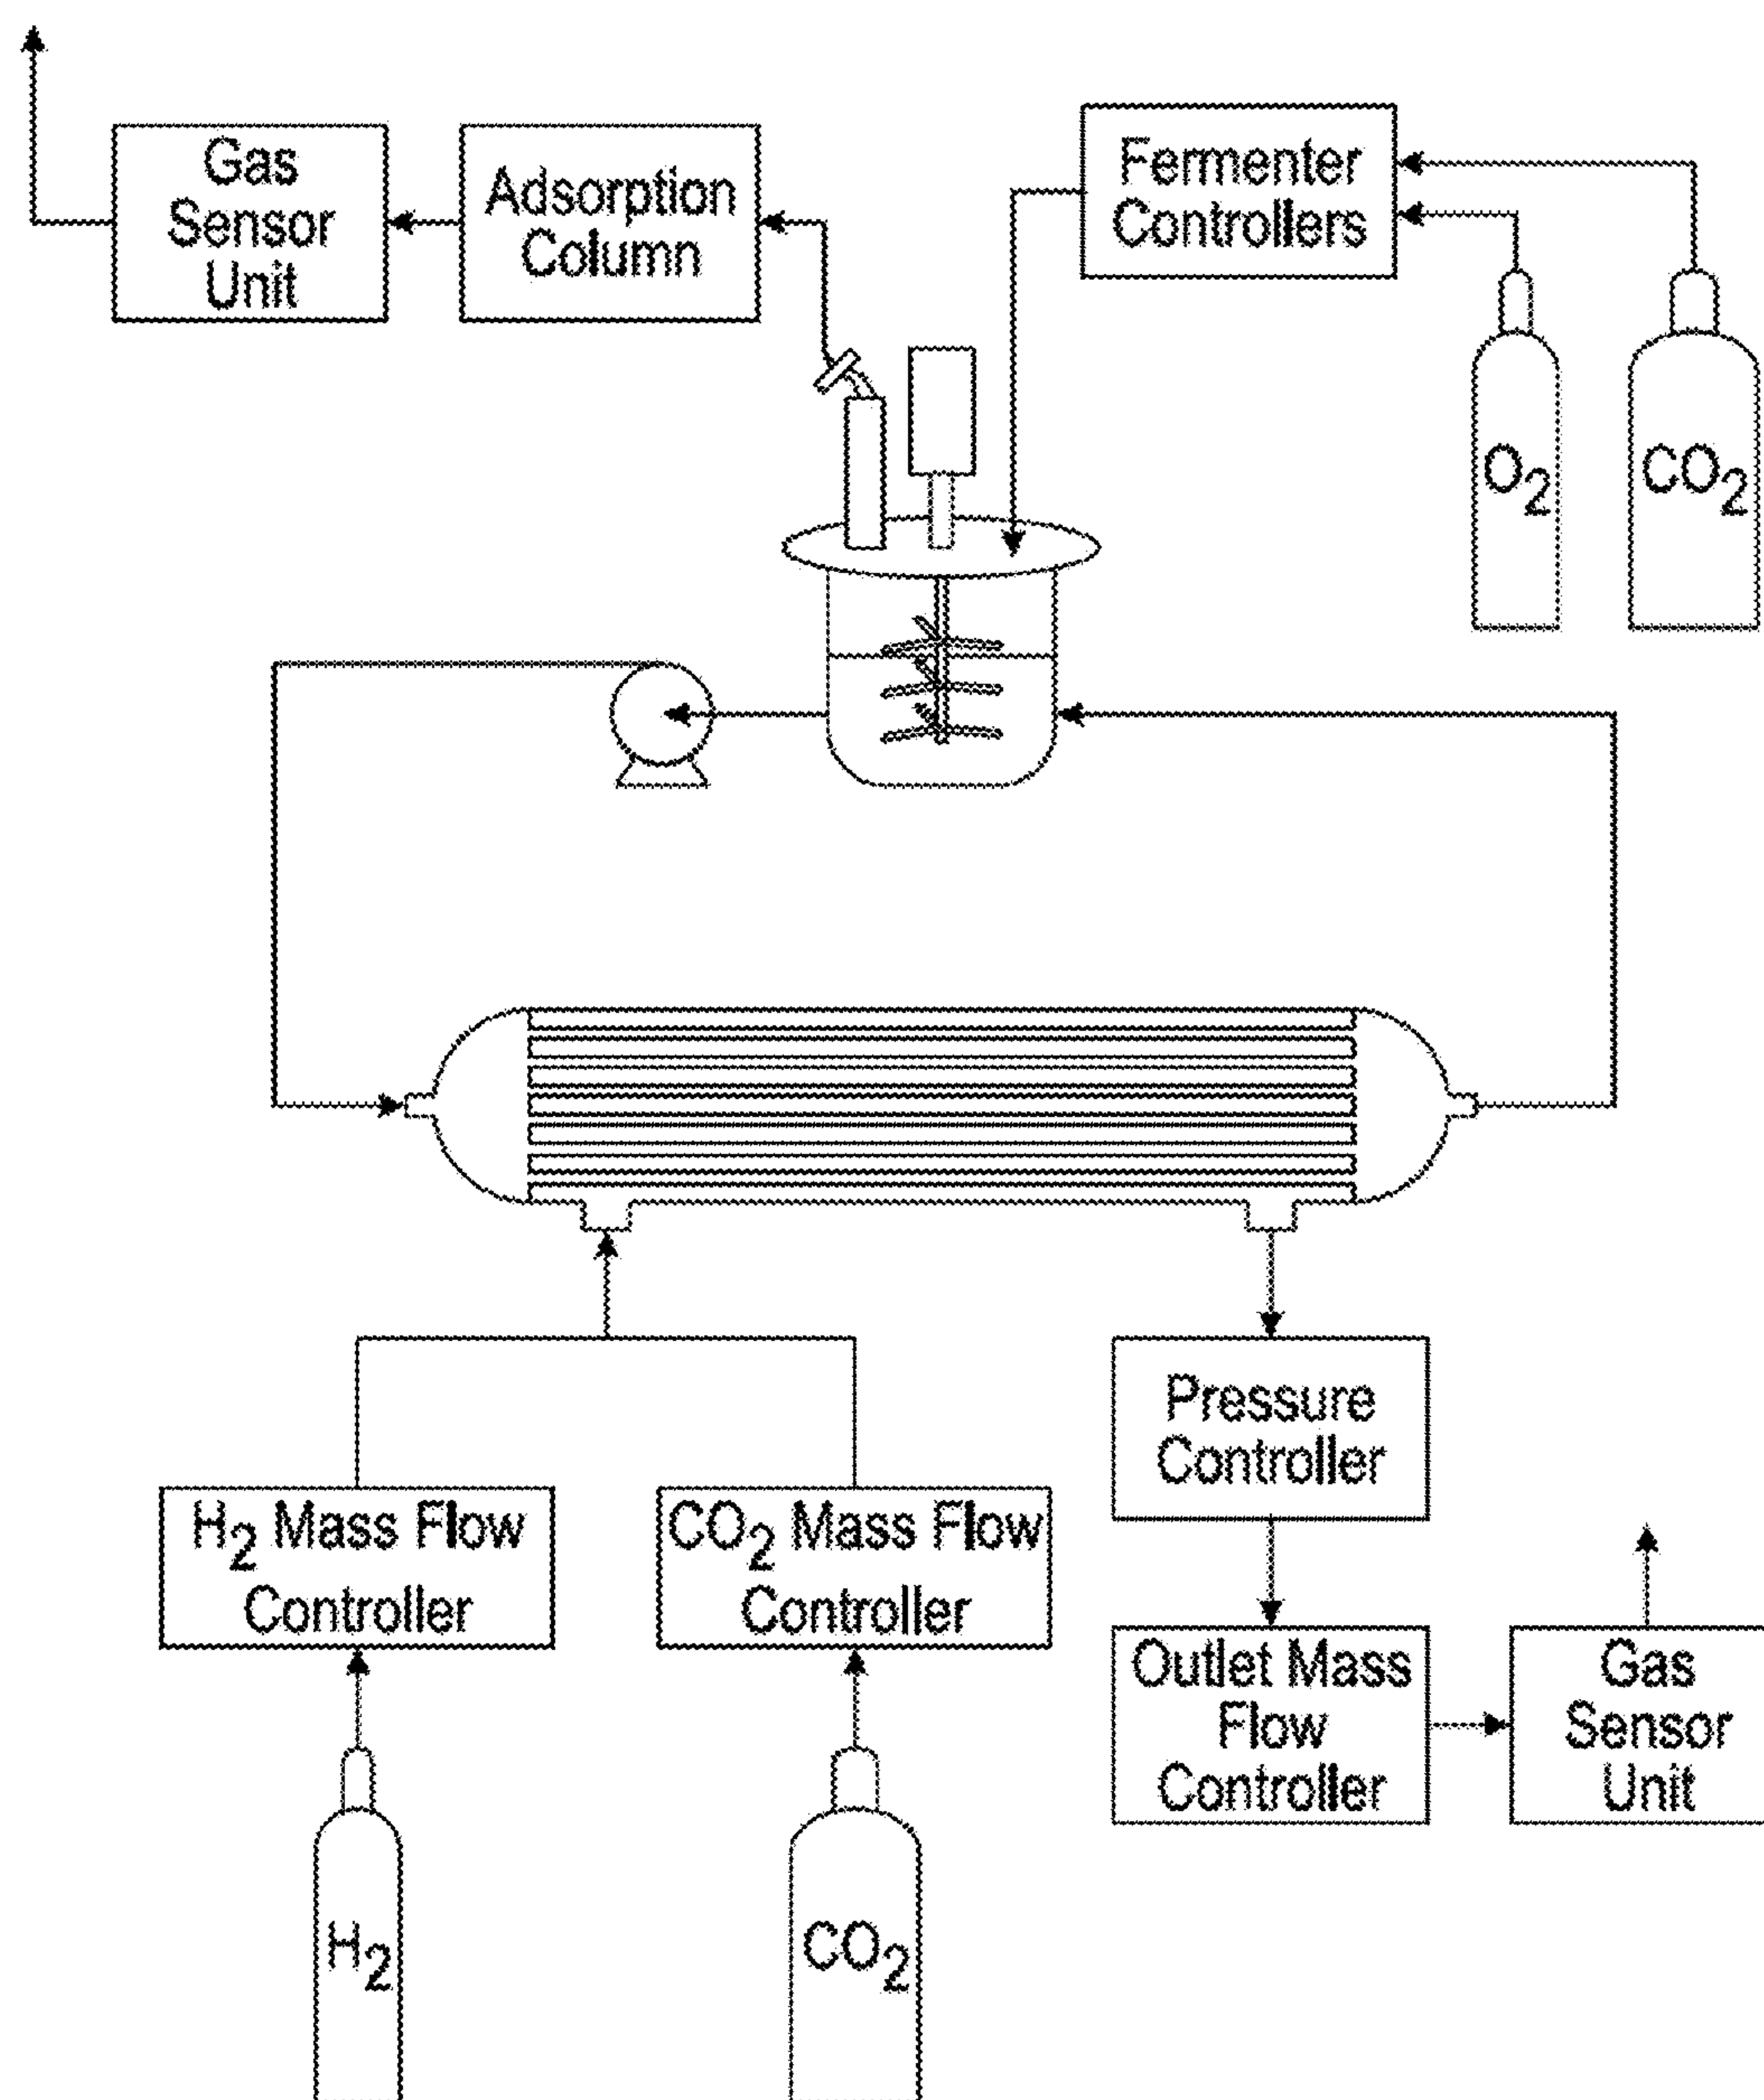 Gas
Sensor
Unit
Adsorption
Column
Fermenter
Controllers
O2
CO2
Pressure
Controller
H2 Mass Flow
Controller
CO2 Mass Flow
Controller
Outlet Mass
Flow
Controller
Gas
Sensor
Unit
H2
CO2